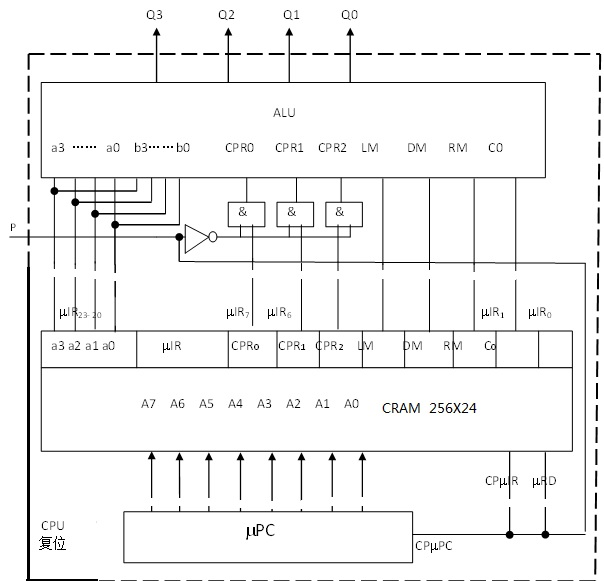 Q3 Q2 Q1 Q0
ALU
a3 ······ a0 b3 ······ b0 CPR0 CPR1 CPR2 LM DM RM C0
& & &
P
μIR23-20 μIR7 μIR6 μIR1 μIR0
a3 a2 a1 a0 μIR CPR0 CPR1 CPR2 LM DM RM C0
A7 A6 A5 A4 A3 A2 A1 A0 CRAM 256X24
CPμIR μRD
CPU
复位
μPC
CPμPC